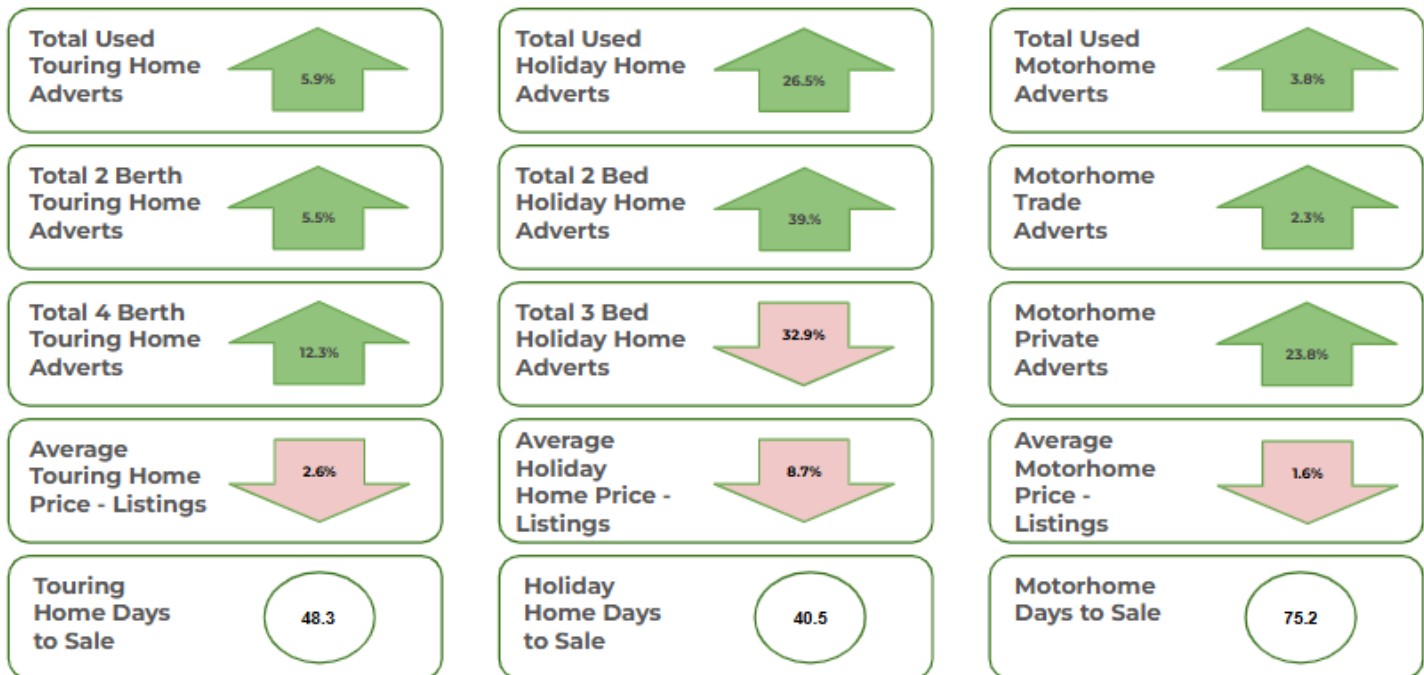 Total Used
Touring Home
Adverts
5.9%
Total Used
Holiday Home
Adverts
26.5%
Total Used
Motorhome
Adverts
3.8%
Total 2 Berth
Touring Home
Adverts
5.5%
Total 2 Bed
Holiday Home
Adverts
39.%
Motorhome
Trade
Adverts
2.3%
Total 4 Berth
Touring Home
Adverts
12.3%
Total 3 Bed
Holiday Home
Adverts
32.9%
Motorhome
Private
Adverts
23.8%
Average
Touring Home
Price - Listings
2.6%
Average
Holiday
Home Price -
Listings
8.7%
Average
Motorhome
Price -
Listings
1.6%
Touring
Home Days
to Sale
48.3
Holiday
Home Days
to Sale
40.5
Motorhome
Days to Sale
75.2